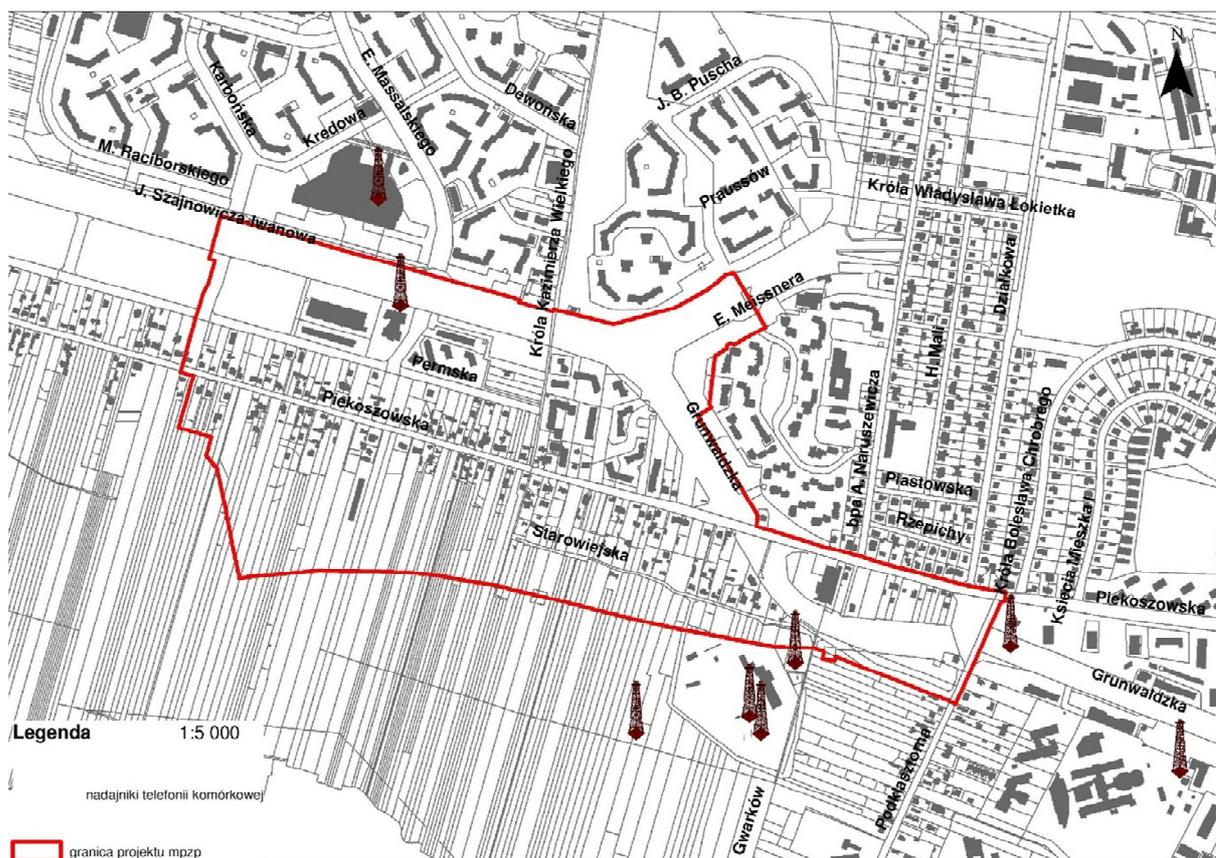 N
J. B. Puscha
E. Massalskiego
Dewońska
Karbońska
Kredowa
M. Raciborskiego
J. Szajnowicza-Iwanowa
Króla Kazimierza Wielkiego
Praussów
Króla Władysława Łokietka
Działkowa
E. Meissnera
H. Mali
Permska
Piekoszowska
Grunwaldzka
bpa A. Naruszewicza
Króla Bolesława Chrobrego
Księcia Mieszka I
Piastowska
Rzepichy
Starowiejska
Piekoszowska
Grunwaldzka
Podklasztorna
Gwarków
Legenda 1:5 000
nadajniki telefonii komórkowej
granica projektu mpzp